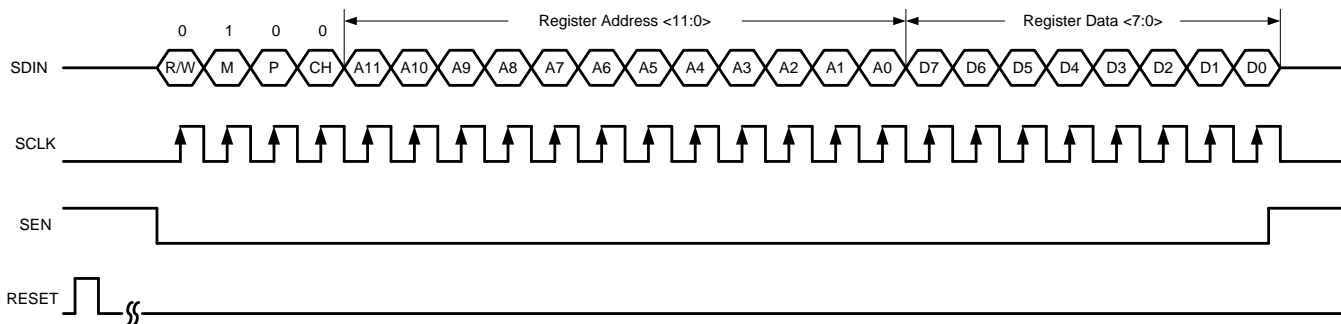 Register Address <11:0>
Register Data <7:0>
0 1 0 0
SDIN R/W M P CH A11 A10 A9 A8 A7 A6 A5 A4 A3 A2 A1 A0 D7 D6 D5 D4 D3 D2 D1 D0
SCLK
SEN
RESET